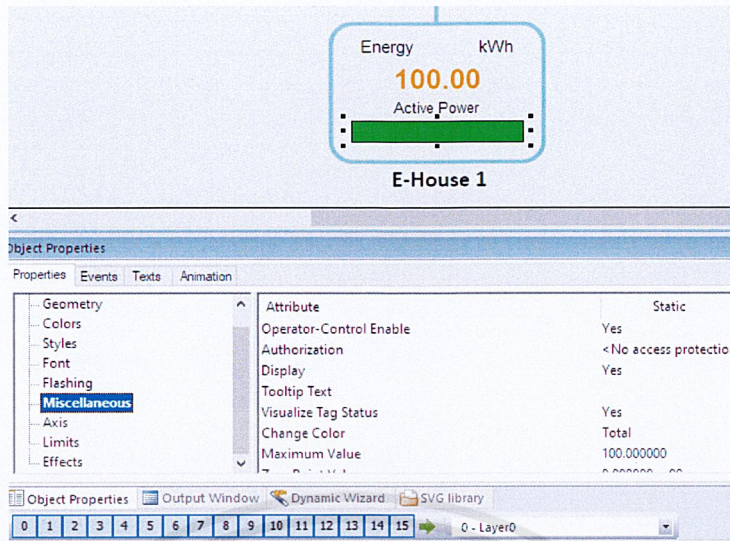 Energy kWh
100.00
Active Power
E-House 1
Object Properties
Properties Events Texts Animation
Geometry
Colors
Styles
Font
Flashing
Miscellaneous
Axis
Limits
Effects
Attribute Static
Operator-Control Enable Yes
Authorization <No access protectio
Display Yes
Tooltip Text
Visualize Tag Status Yes
Change Color Total
Maximum Value 100.000000
Object Properties Output Window Dynamic Wizard SVG library
0 1 2 3 4 5 6 7 8 9 10 11 12 13 14 15 0 - Layer0